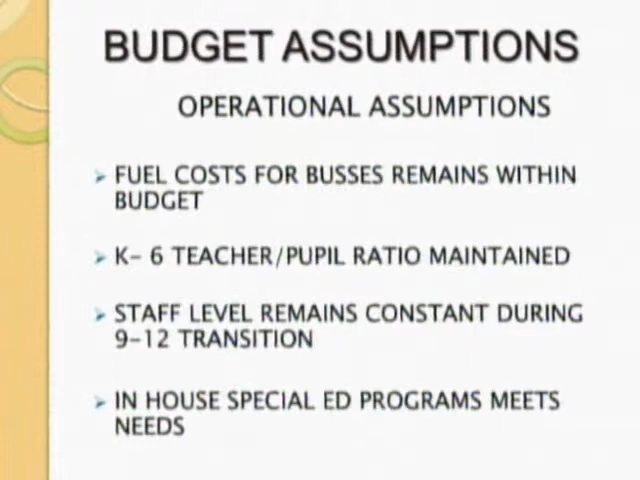 BUDGET ASSUMPTIONS
OPERATIONAL ASSUMPTIONS
FUEL COSTS FOR BUSSES REMAINS WITHIN
BUDGET
K- 6 TEACHER/PUPIL RATIO MAINTAINED
STAFF LEVEL REMAINS CONSTANT DURING
9-12 TRANSITION
IN HOUSE SPECIAL ED PROGRAMS MEETS
NEEDS